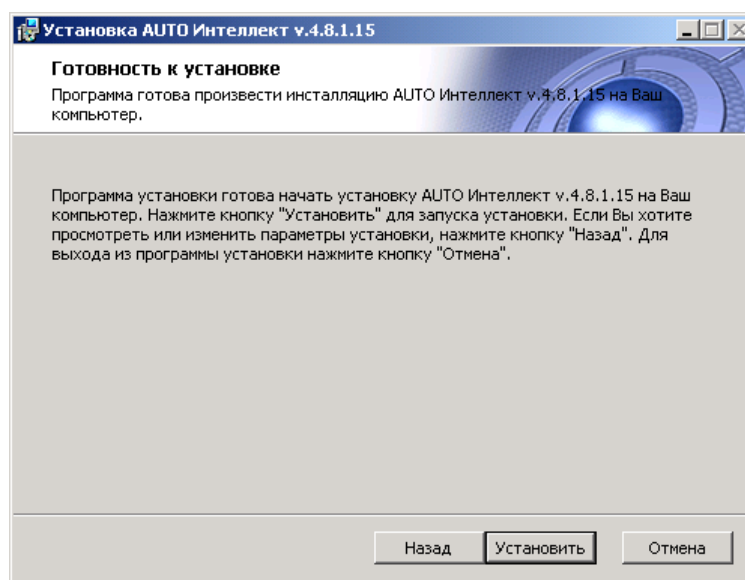 Установка AUTO Интеллект v.4.8.1.15
Готовность к установке
Программа готова произвести инсталляцию AUTO Интеллект v.4.8.1.15 на Ваш
компьютер.
Программа установки готова начать установку AUTO Интеллект v.4.8.1.15 на Ваш
компьютер. Нажмите кнопку "Установить" для запуска установки. Если Вы хотите
просмотреть или изменить параметры установки, нажмите кнопку "Назад". Для
выхода из программы установки нажмите кнопку "Отмена".
Назад Установить Отмена